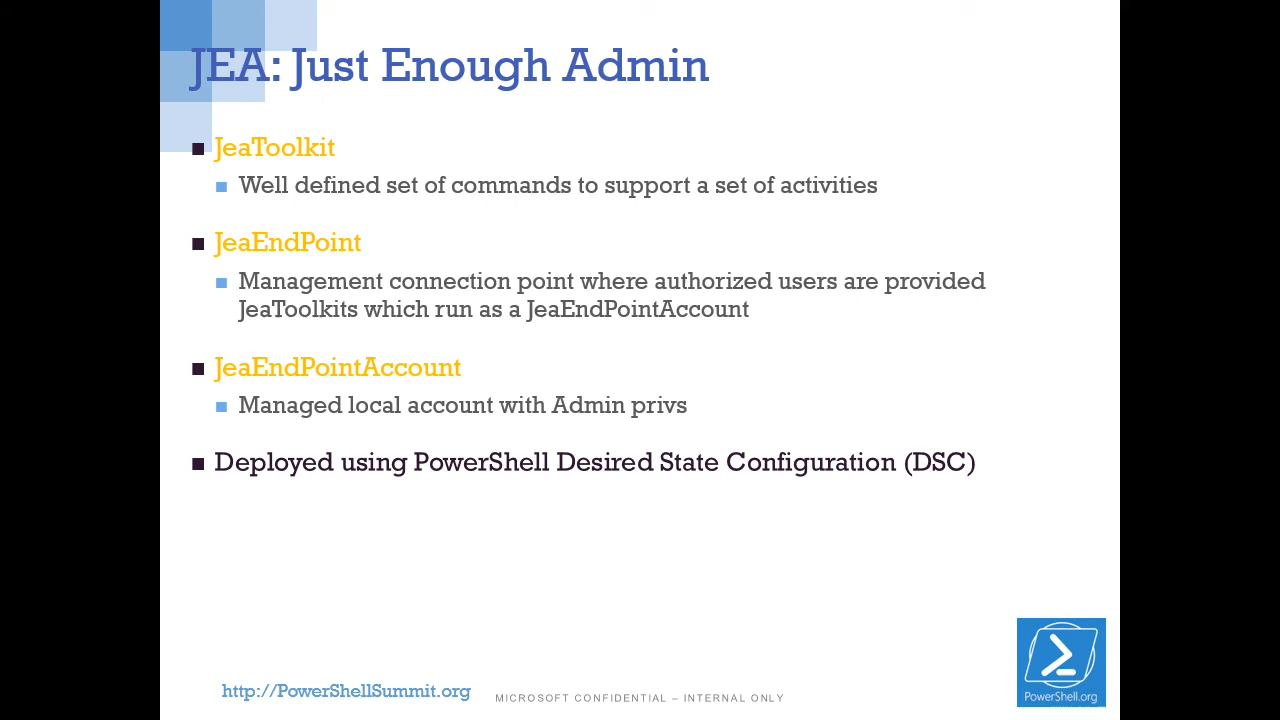 JEA: Just Enough Admin
JeaToolkit
Well defined set of commands to support a set of activities
JeaEndPoint
Management connection point where authorized users are provided
JeaToolkits which run as a JeaEndPointAccount
JeaEndPointAccount
Managed local account with Admin privs
Deployed using PowerShell Desired State Configuration (DSC)
http://PowerShellSummit.org
MICROSOFT CONFIDENTIAL – INTERNAL ONLY
PowerShell.org